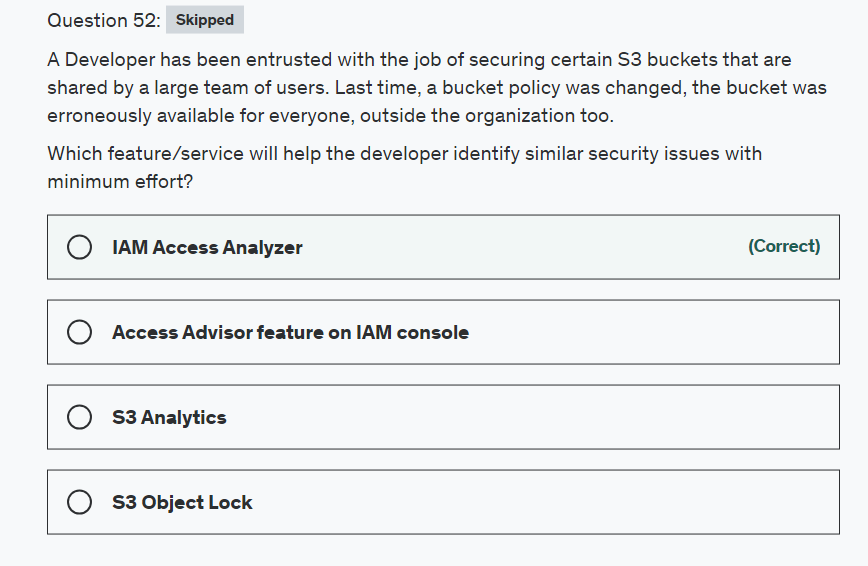 Question 52: Skipped
A Developer has been entrusted with the job of securing certain S3 buckets that are
shared by a large team of users. Last time, a bucket policy was changed, the bucket was
erroneously available for everyone, outside the organization too.
Which feature/service will help the developer identify similar security issues with
minimum effort?
IAM Access Analyzer (Correct)
Access Advisor feature on IAM console
S3 Analytics
S3 Object Lock